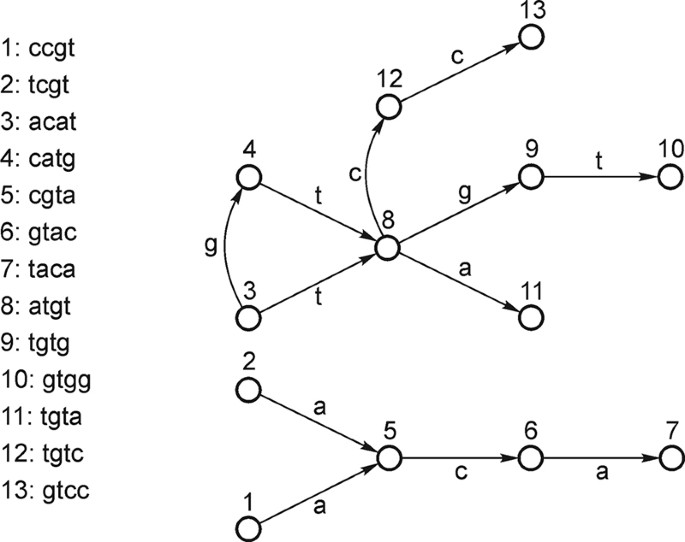 1: ccgt
2: tcgt
3: acat
4: catg
5: cgta
6: gtac
7: taca
8: atgt
9: tgtg
10: gtgg
11: tgta
12: tgtc
13: gtcc
13
c
12
4
9
10
t
c
g
t
8
g
a
3
t
11
2
a
5
6
7
c
a
1
a